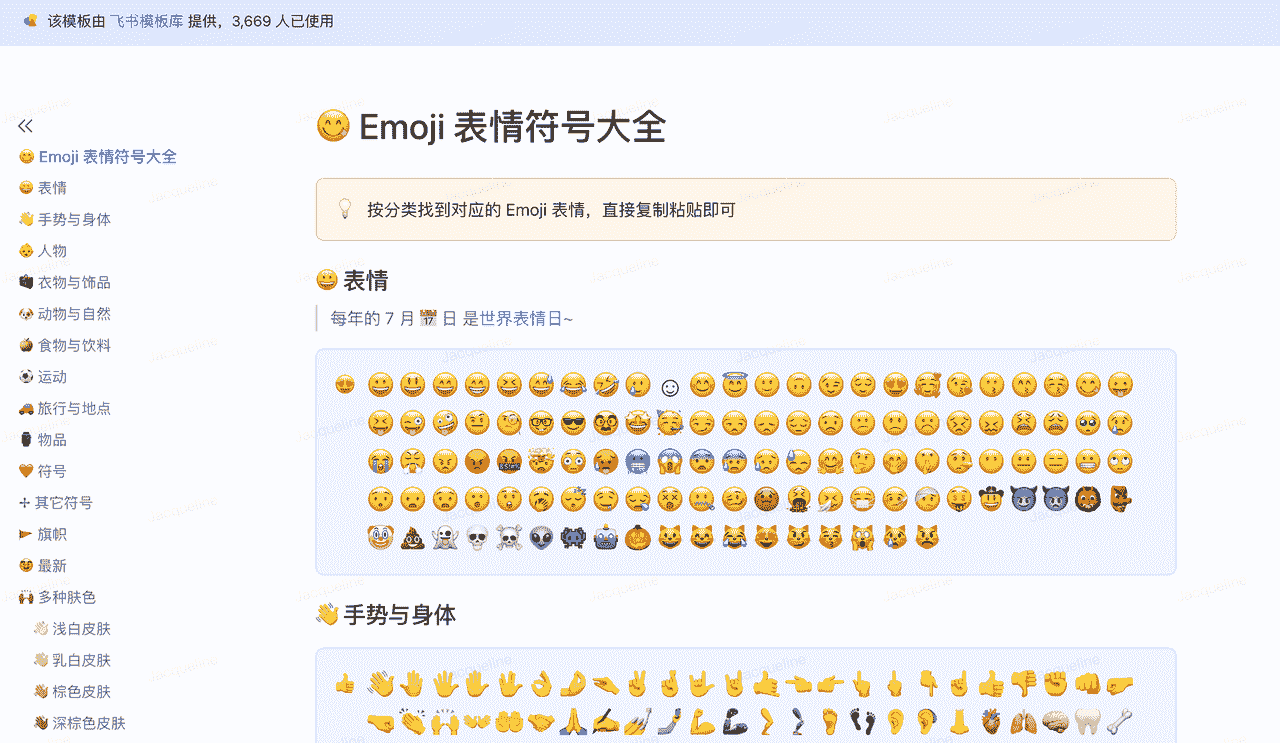 该模板由 飞书模板库 提供，3,669 人已使用
Emoji 表情符号大全
表情
手势与身体
人物
衣物与饰品
动物与自然
食物与饮料
运动
旅行与地点
物品
符号
其它符号
旗帜
最新
多种肤色
浅白皮肤
乳白皮肤
棕色皮肤
深棕色皮肤
Emoji 表情符号大全
按分类找到对应的 Emoji 表情，直接复制粘贴即可
表情
每年的 7 月 📅 日 是世界表情日~
手势与身体
Jacqueline